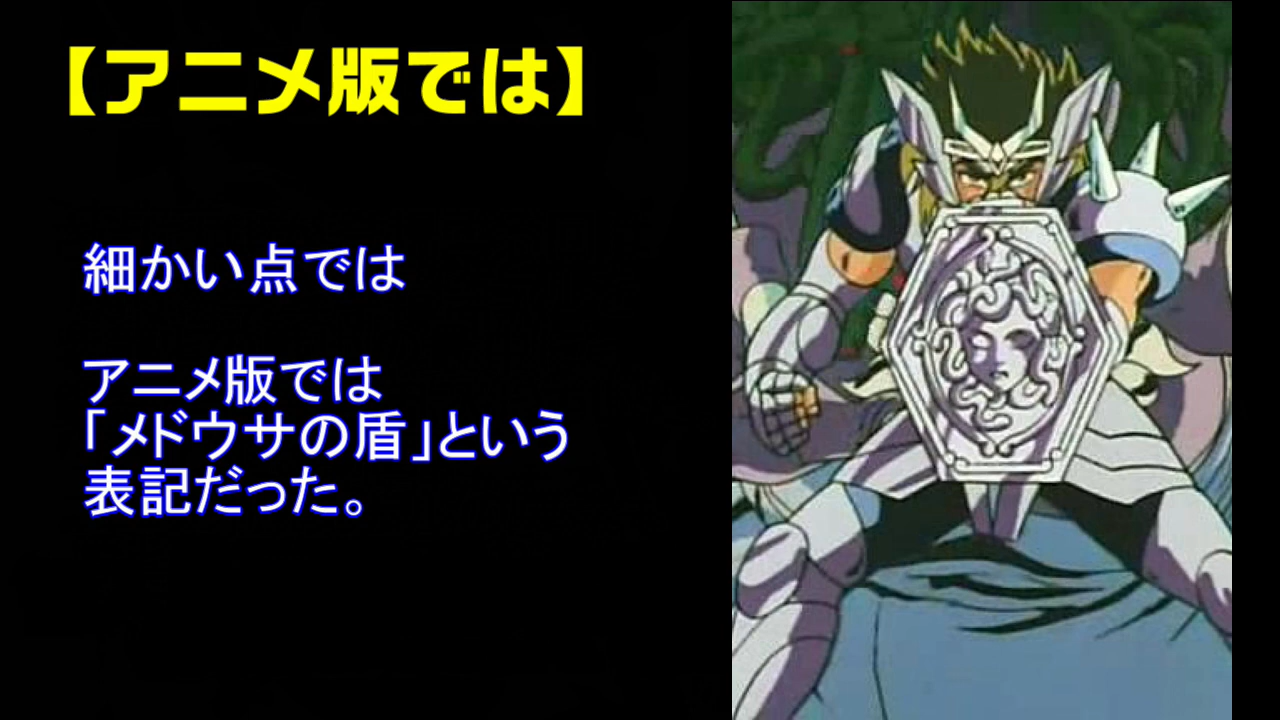 【アニメ版では】
細かい点では
アニメ版では
「メドウサの盾」という
表記だった。